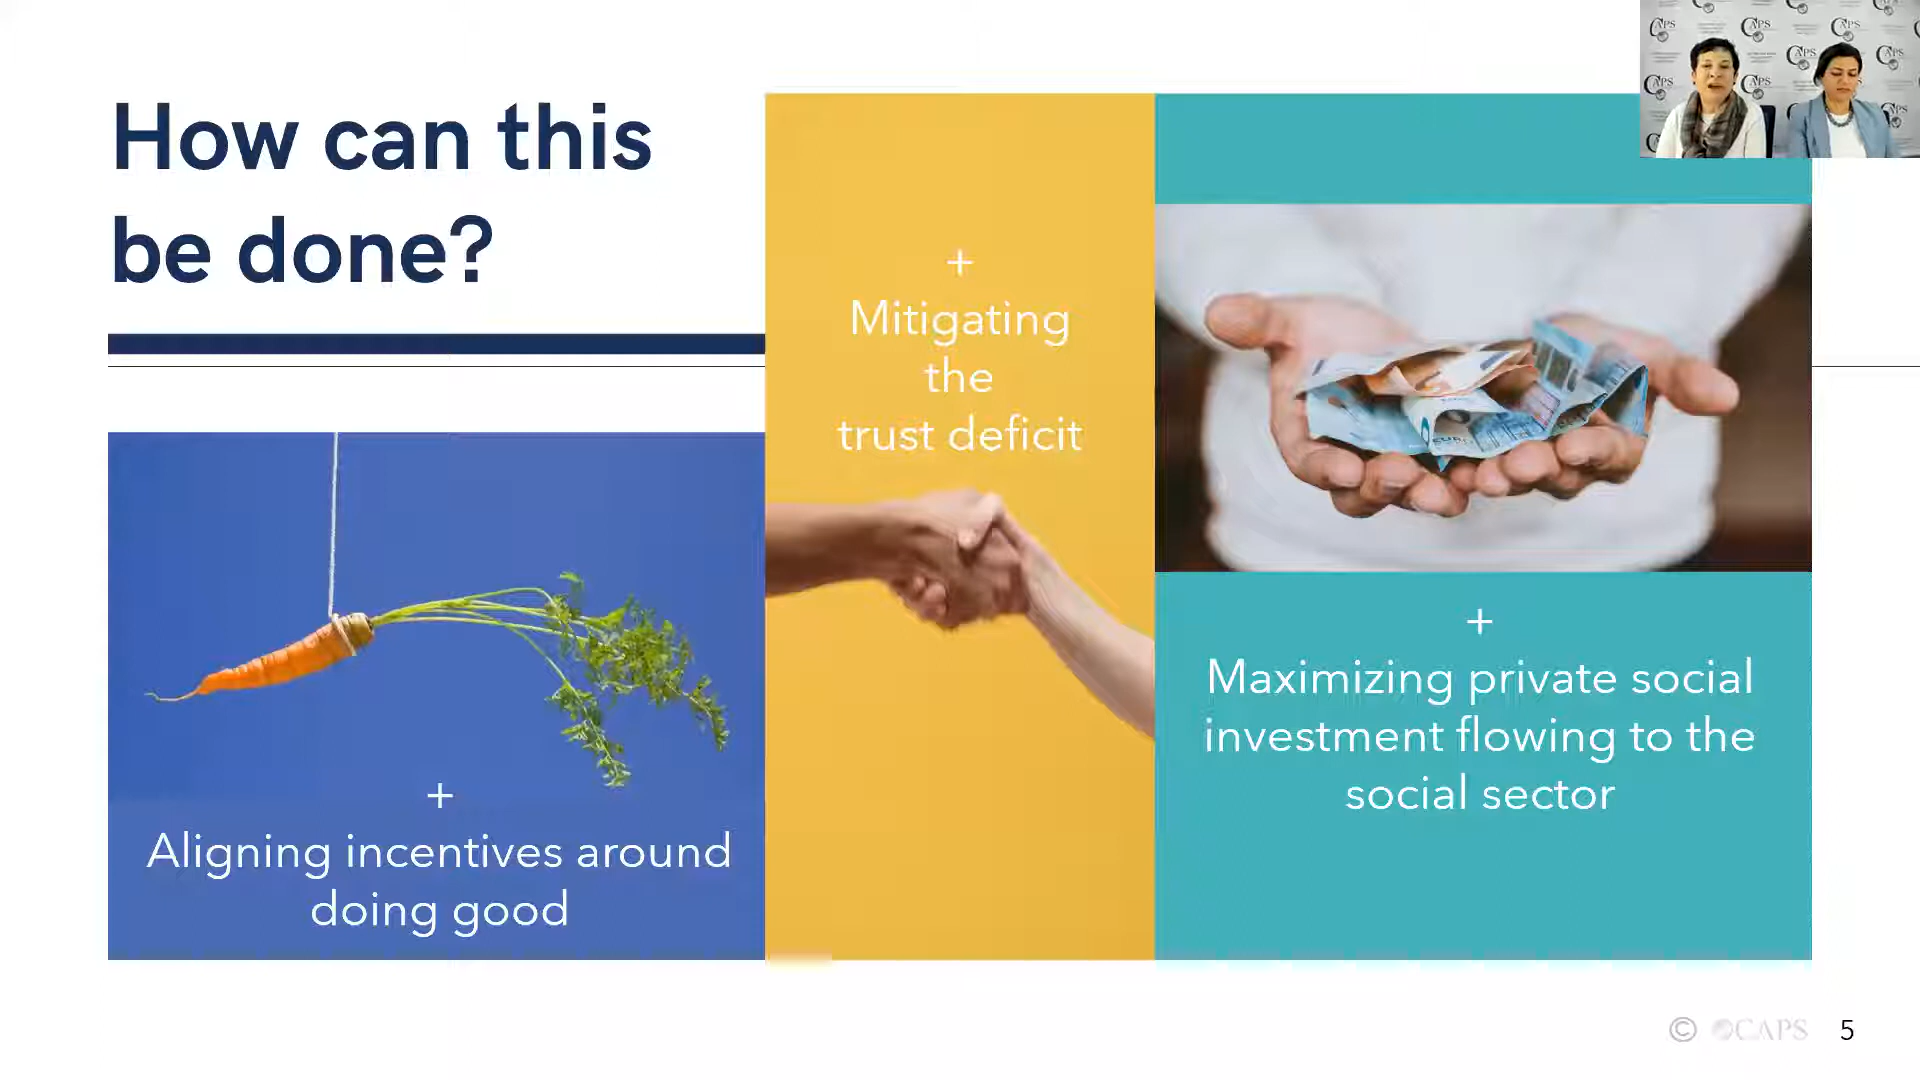 How can this
be done?
+
Mitigating
the
trust deficit
+
Maximizing private social
investment flowing to the
social sector
+
Aligning incentives around
doing good
© CAPS 5